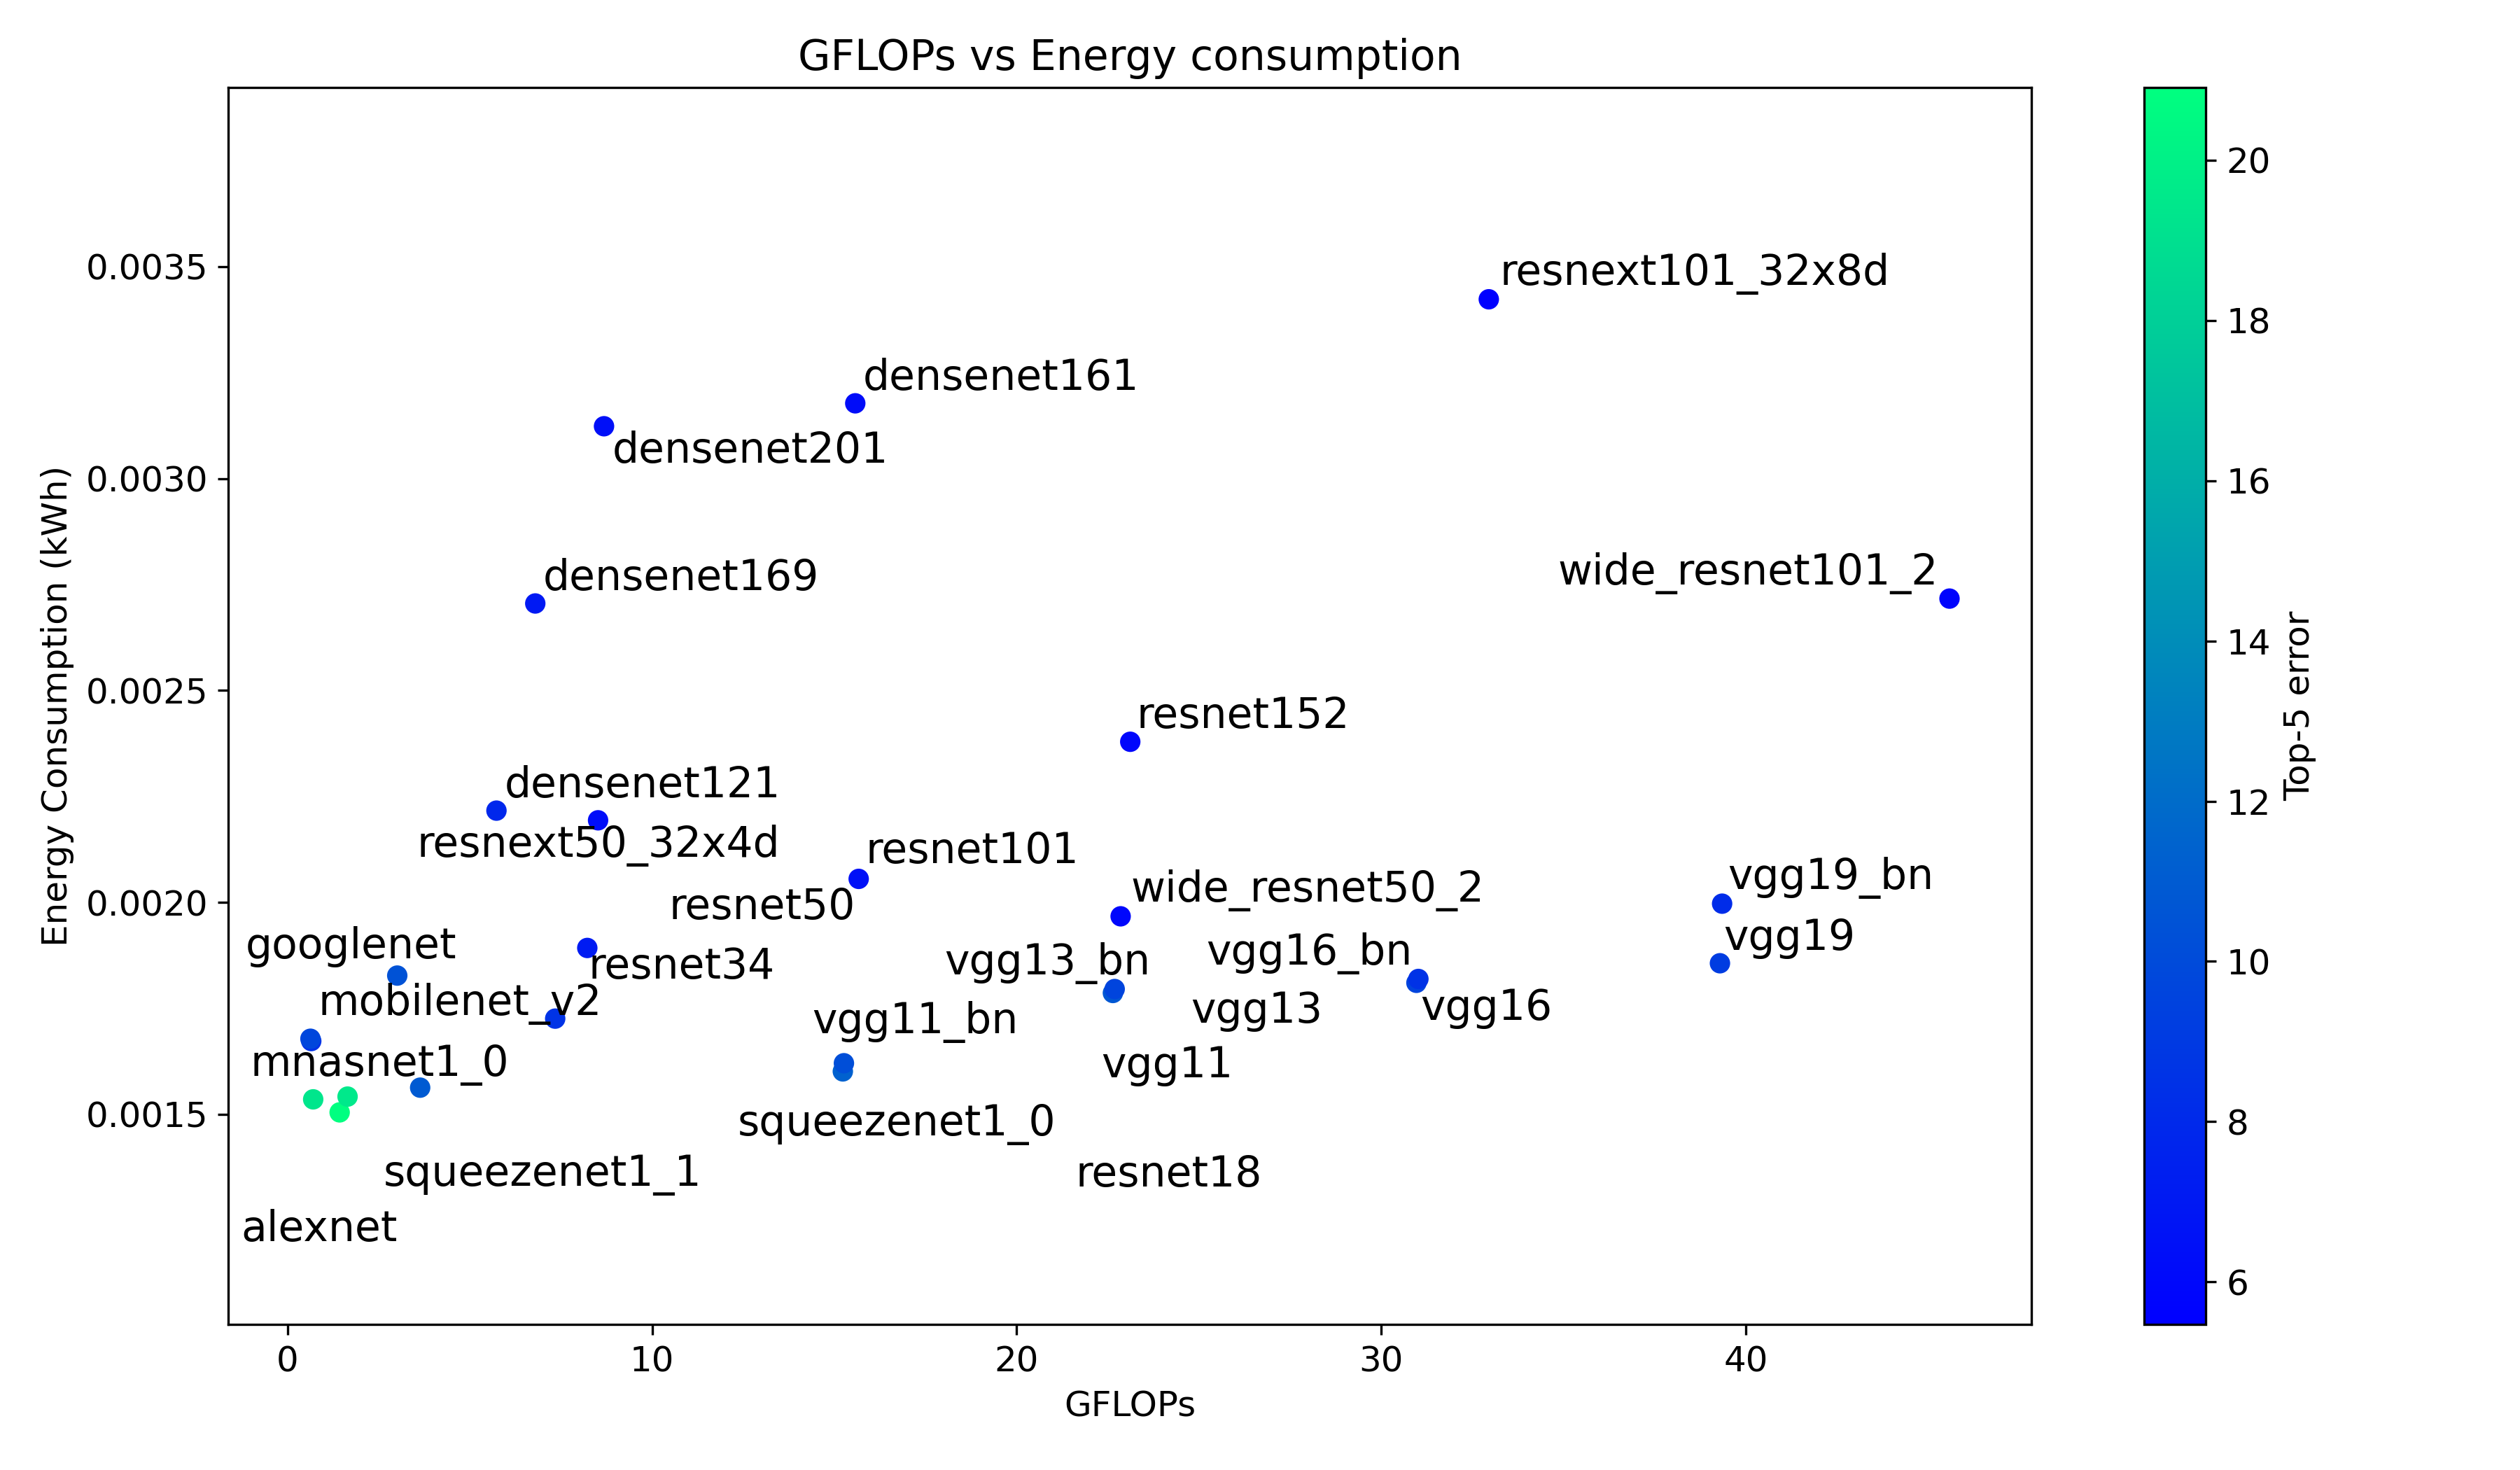 GFLOPs vs Energy consumption
Energy Consumption (kWh)
0.0035
0.0030
0.0025
0.0020
0.0015
resnext101_32x8d
densenet161
densenet201
wide_resnet101_2
densenet169
resnet152
densenet121
resnext50_32x4d
resnet101
vgg19_bn
wide_resnet50_2
resnet50
vgg19
googlenet
vgg16_bn
vgg13_bn
resnet34
mobilenet_v2
vgg16
vgg13
vgg11_bn
mnasnet1_0
vgg11
squeezenet1_0
squeezenet1_1
resnet18
alexnet
0
10
20
30
40
GFLOPs
20
18
16
14
12
10
8
6
Top-5 error